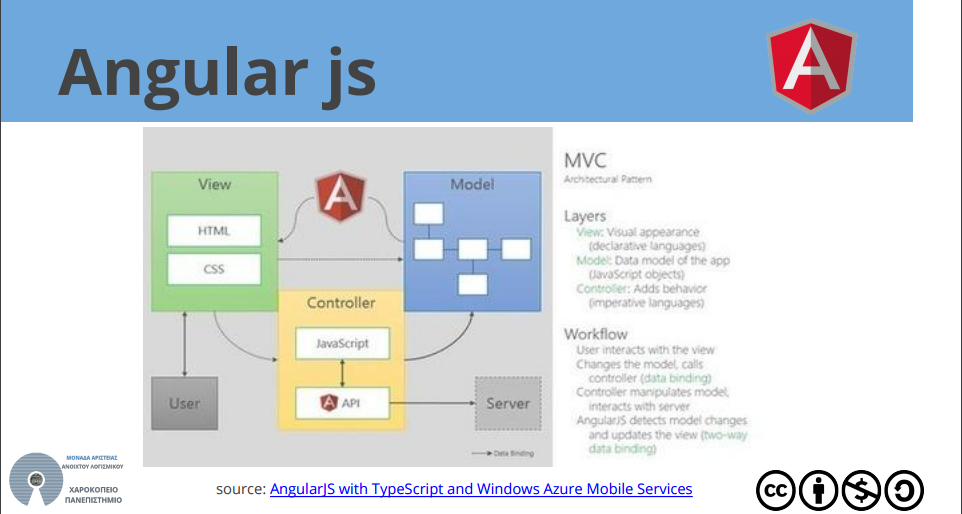 Angular js
View
HTML
CSS
Model
Controller
JavaScript
API
User
Server
Data Binding
MVC
Architectural Pattern
Layers
View: Visual appearance
(declarative languages)
Model: Data model of the app
(JavaScript objects)
Controller: Adds behavior
(imperative languages)
Workflow
User interacts with the view
Changes the model, calls
controller (data binding)
Controller manipulates model,
interacts with server
AngularJS detects model changes
and updates the view (two-way
data binding)
ΜΟΝΑΔΑ ΑΡΙΣΤΕΙΑΣ
ΑΝΟΙΧΤΟΥ ΛΟΓΙΣΜΙΚΟΥ
ΧΑΡΟΚΟΠΕΙΟ
ΠΑΝΕΠΙΣΤΗΜΙΟ
source: AngularJS with TypeScript and Windows Azure Mobile Services